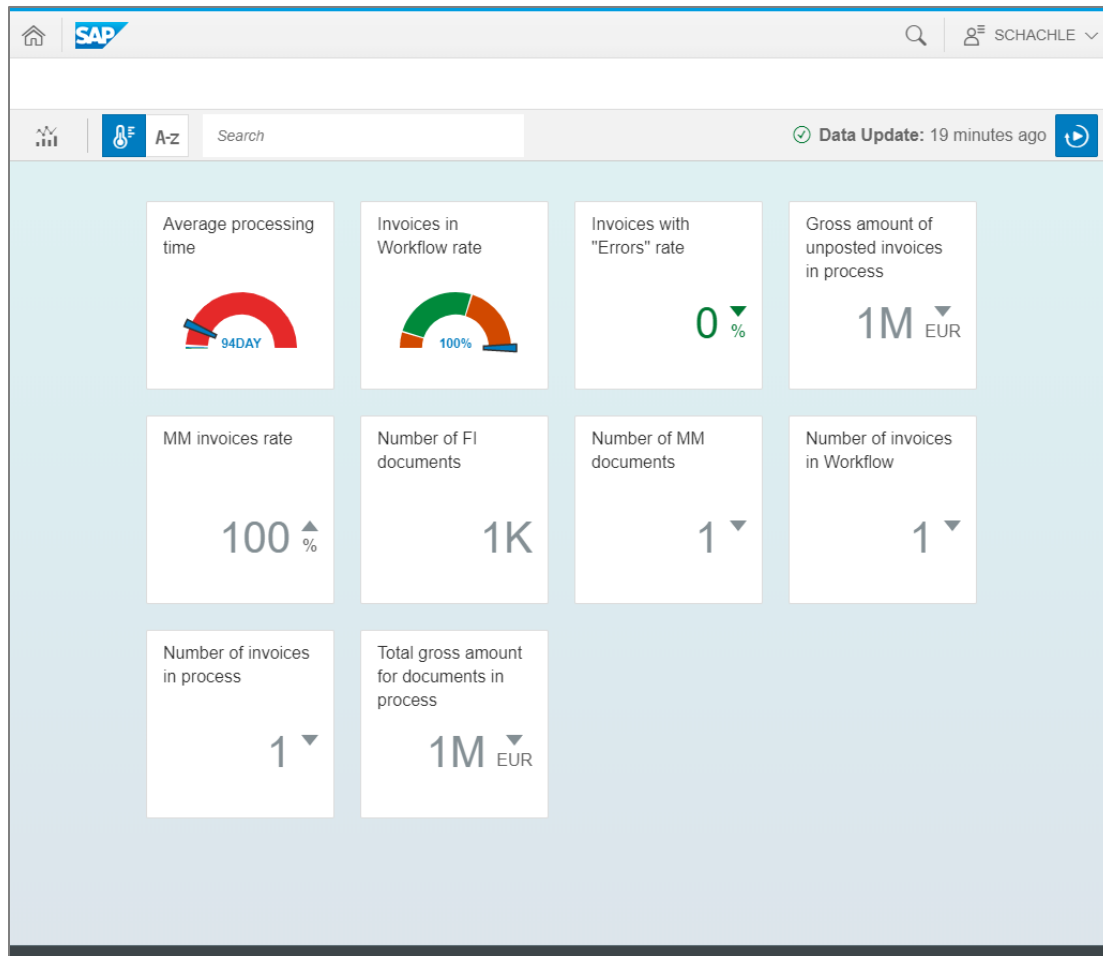 SAP
SCHACHLE
A-Z
Search
Data Update: 19 minutes ago
Average processing
time
94DAY
Invoices in
Workflow rate
100%
Invoices with
"Errors" rate
0 %
Gross amount of
unposted invoices
in process
1M EUR
MM invoices rate
100 %
Number of FI
documents
1K
Number of MM
documents
1
Number of invoices
in Workflow
1
Number of invoices
in process
1
Total gross amount
for documents in
process
1M EUR